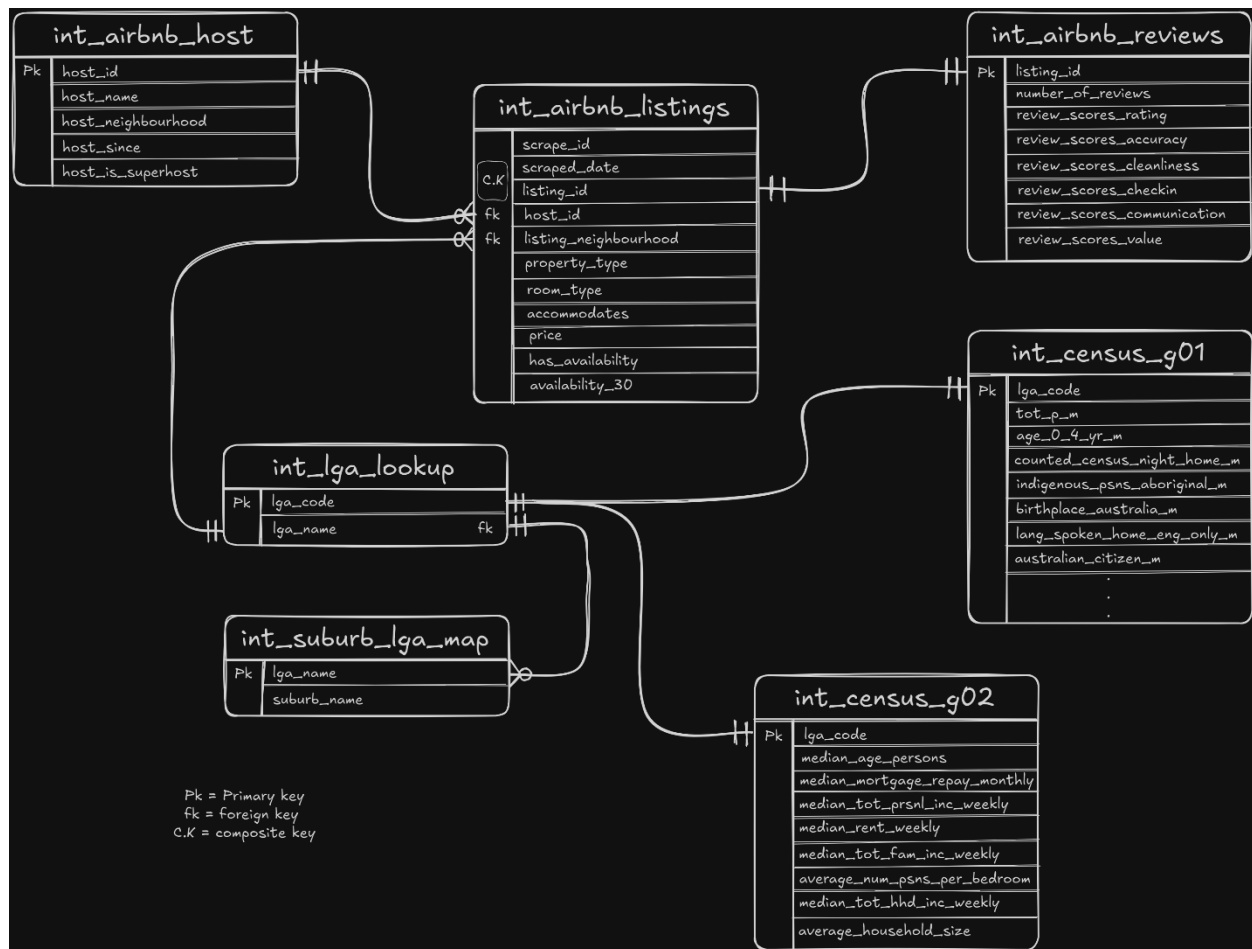 int_airbnb_host
Pk host_id
host_name
host_neighbourhood
host_since
host_is_superhost
int_airbnb_listings
scrape_id
scraped_date
C.K
listing_id
fk host_id
fk listing_neighbourhood
property_type
room_type
accommodates
price
has_availability
availability_30
int_airbnb_reviews
Pk listing_id
number_of_reviews
review_scores_rating
review_scores_accuracy
review_scores_cleanliness
review_scores_checkin
review_scores_communication
review_scores_value
int_census_g01
Pk lga_code
tot_p_m
age_0_4_yr_m
counted_census_night_home_m
indigenous_psns_aboriginal_m
birthplace_australia_m
lang_spoken_home_eng_only_m
australian_citizen_m
.
.
int_lga_lookup
Pk lga_code
lga_name fk
int_suburb_lga_map
Pk lga_name
suburb_name
int_census_g02
Pk lga_code
median_age_persons
median_mortgage_repay_monthly
median_tot_prsnl_inc_weekly
median_rent_weekly
median_tot_fam_inc_weekly
average_num_psns_per_bedroom
median_tot_hhd_inc_weekly
average_household_size
Pk = Primary key
fk = foreign key
C.K = composite key